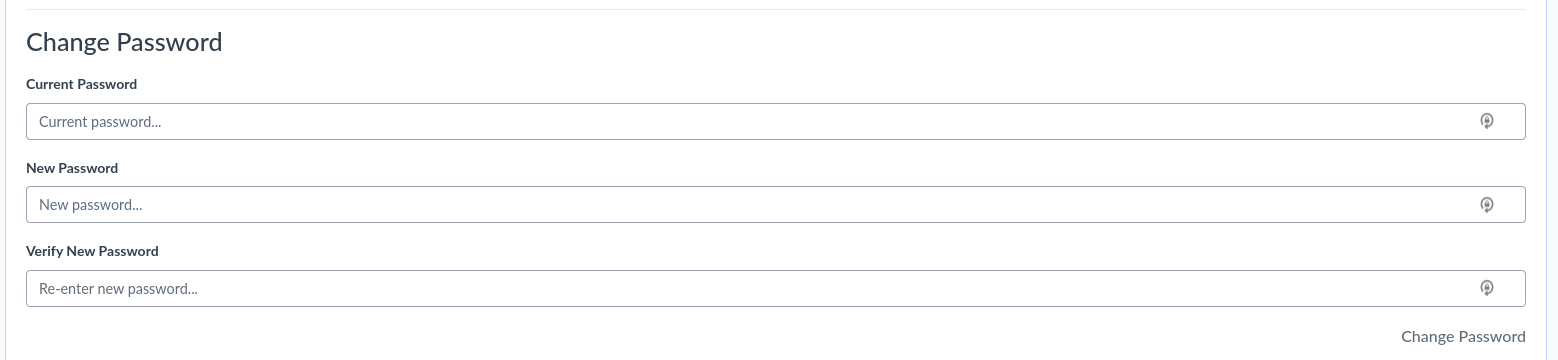 Change Password
Current Password
Current password...
New Password
New password...
Verify New Password
Re-enter new password...
Change Password